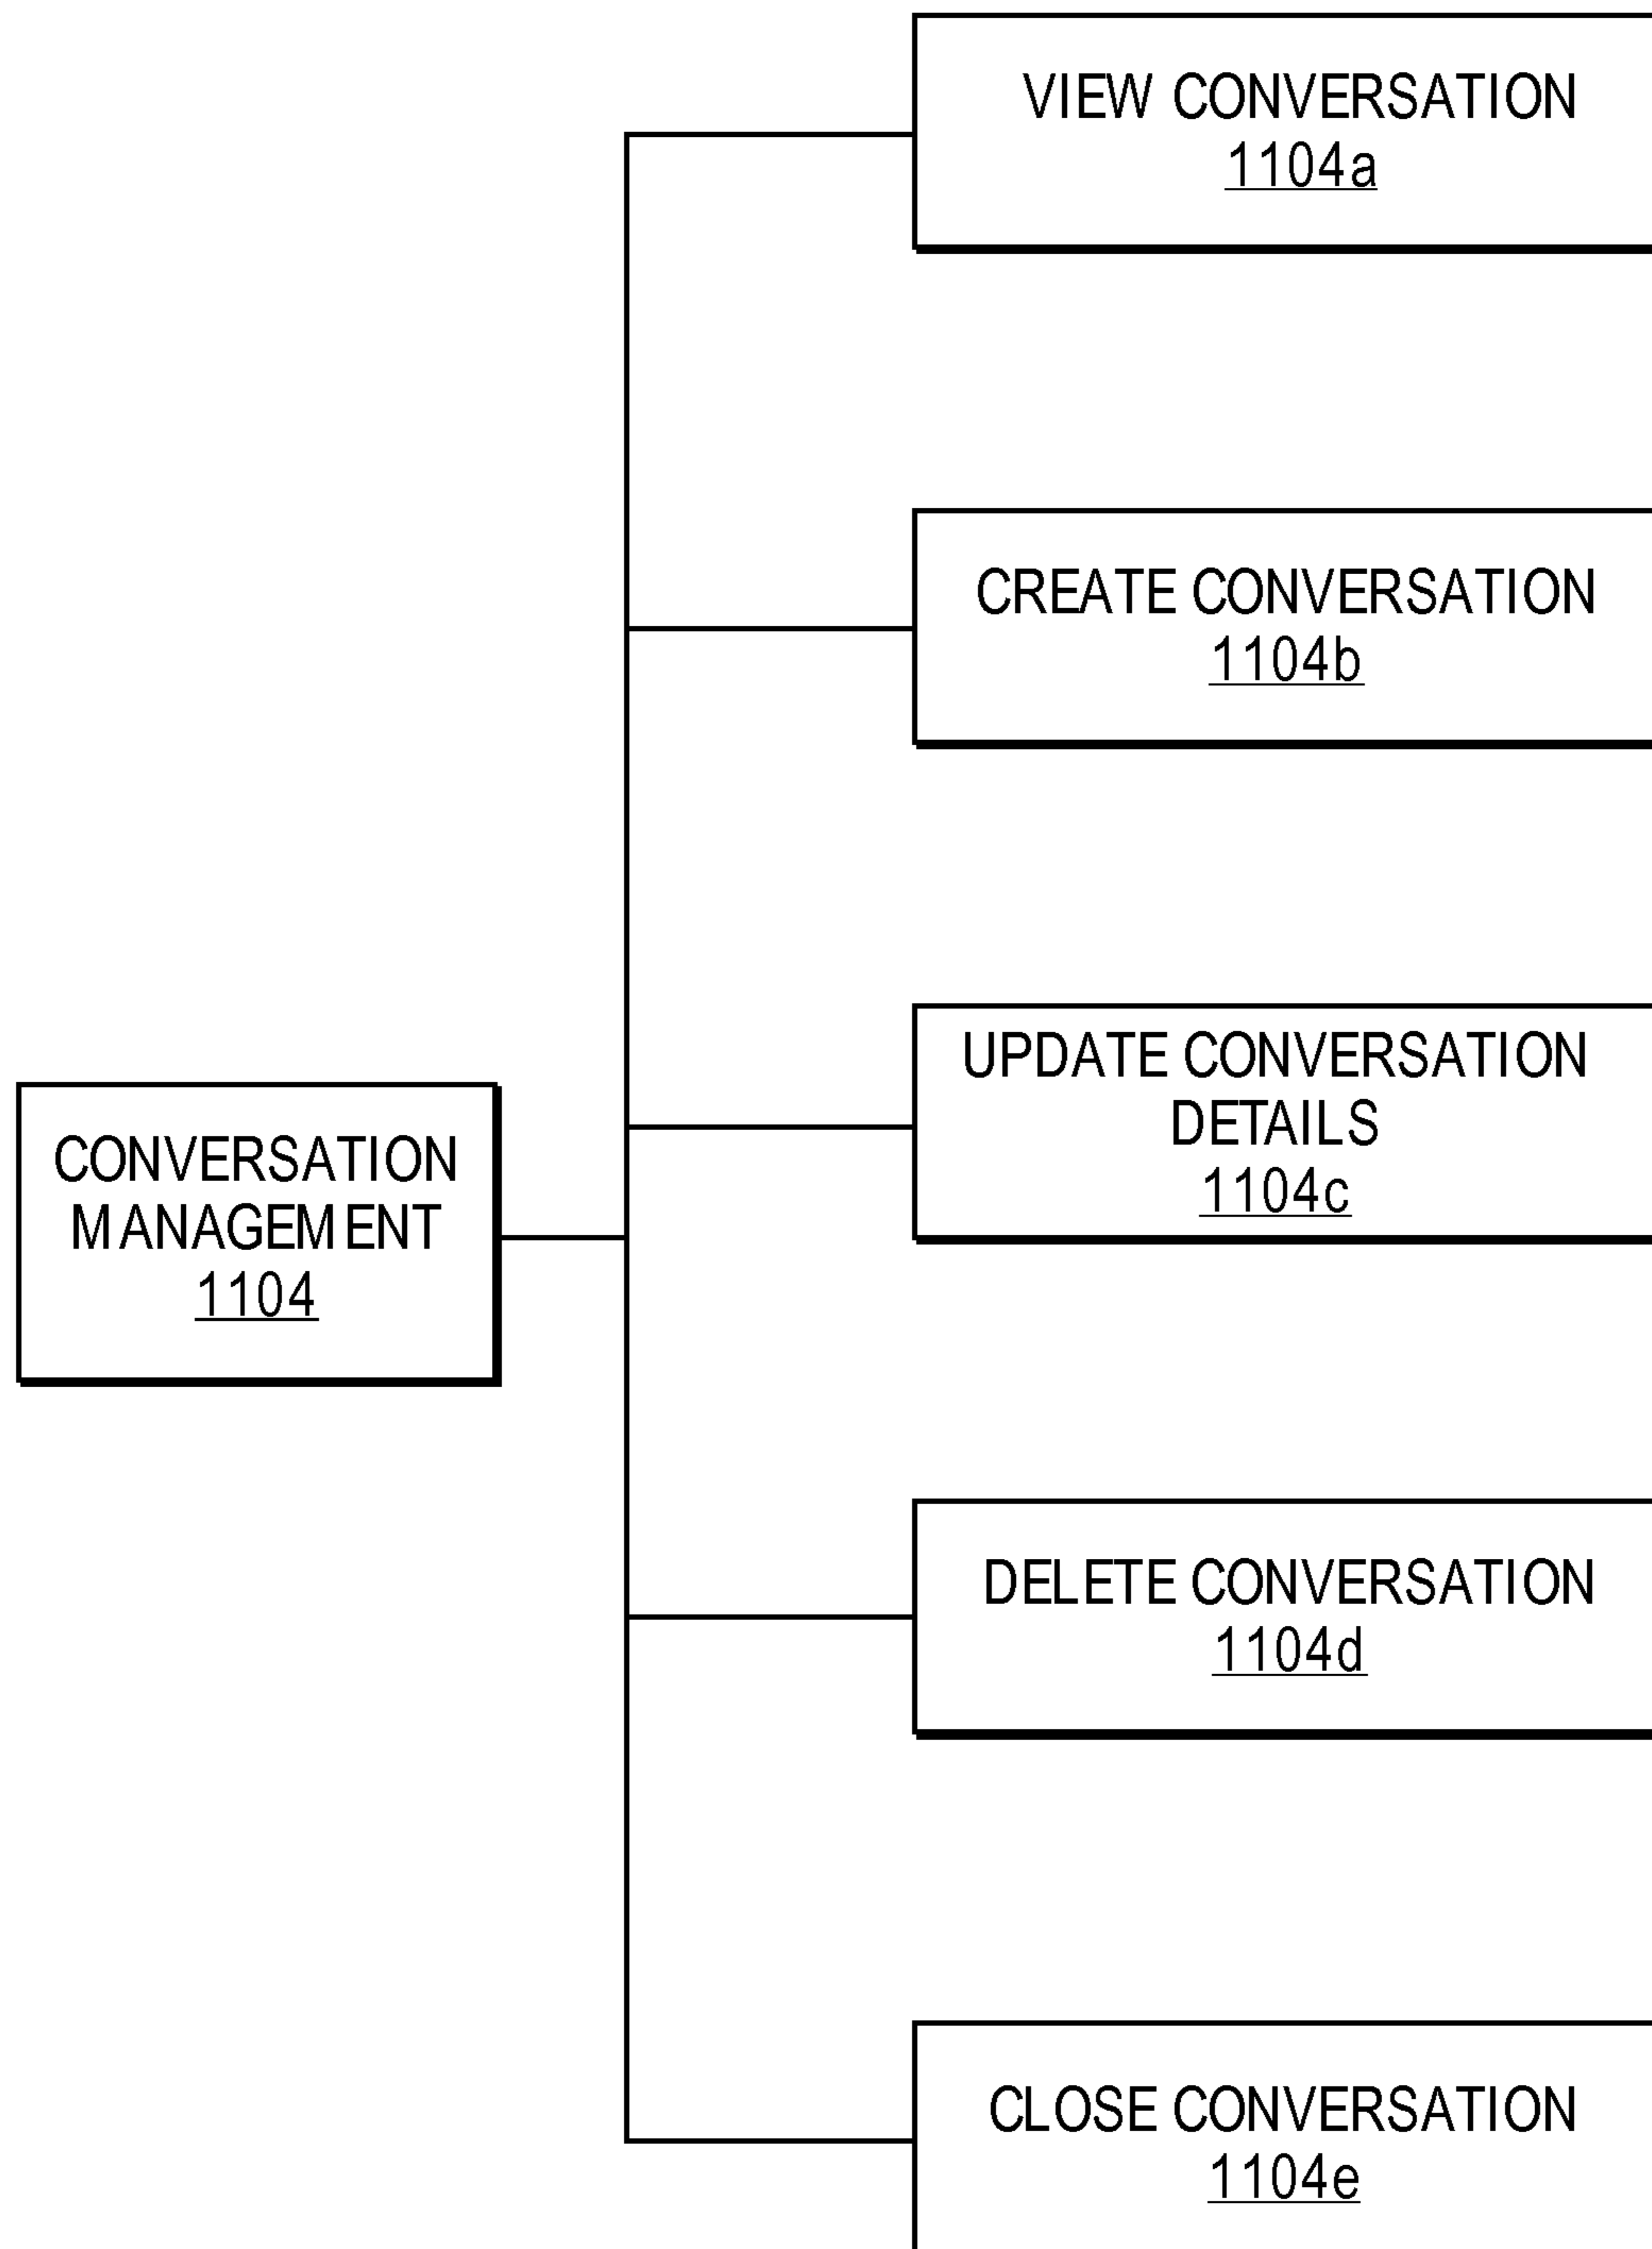 VIEW CONVERSATION
1104a
CREATE CONVERSATION
1104b
UPDATE CONVERSATION
DETAILS
1104c
CONVERSATION
MANAGEMENT
1104
DELETE CONVERSATION
1104d
CLOSE CONVERSATION
1104e